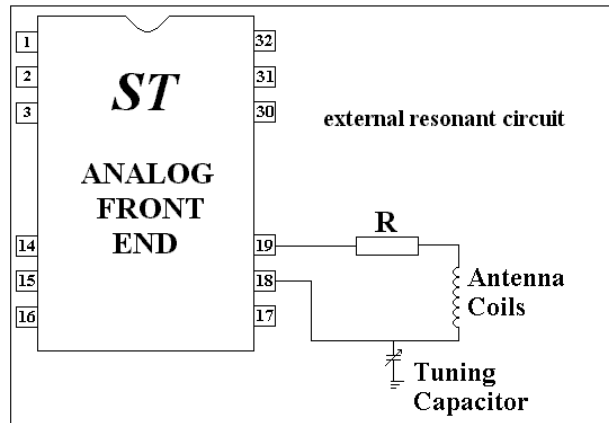 1
32
2
ST
31
3
30
external resonant circuit
ANALOG
FRONT
END
R
14
19
15
18
Antenna
Coils
16
17
Tuning
Capacitor